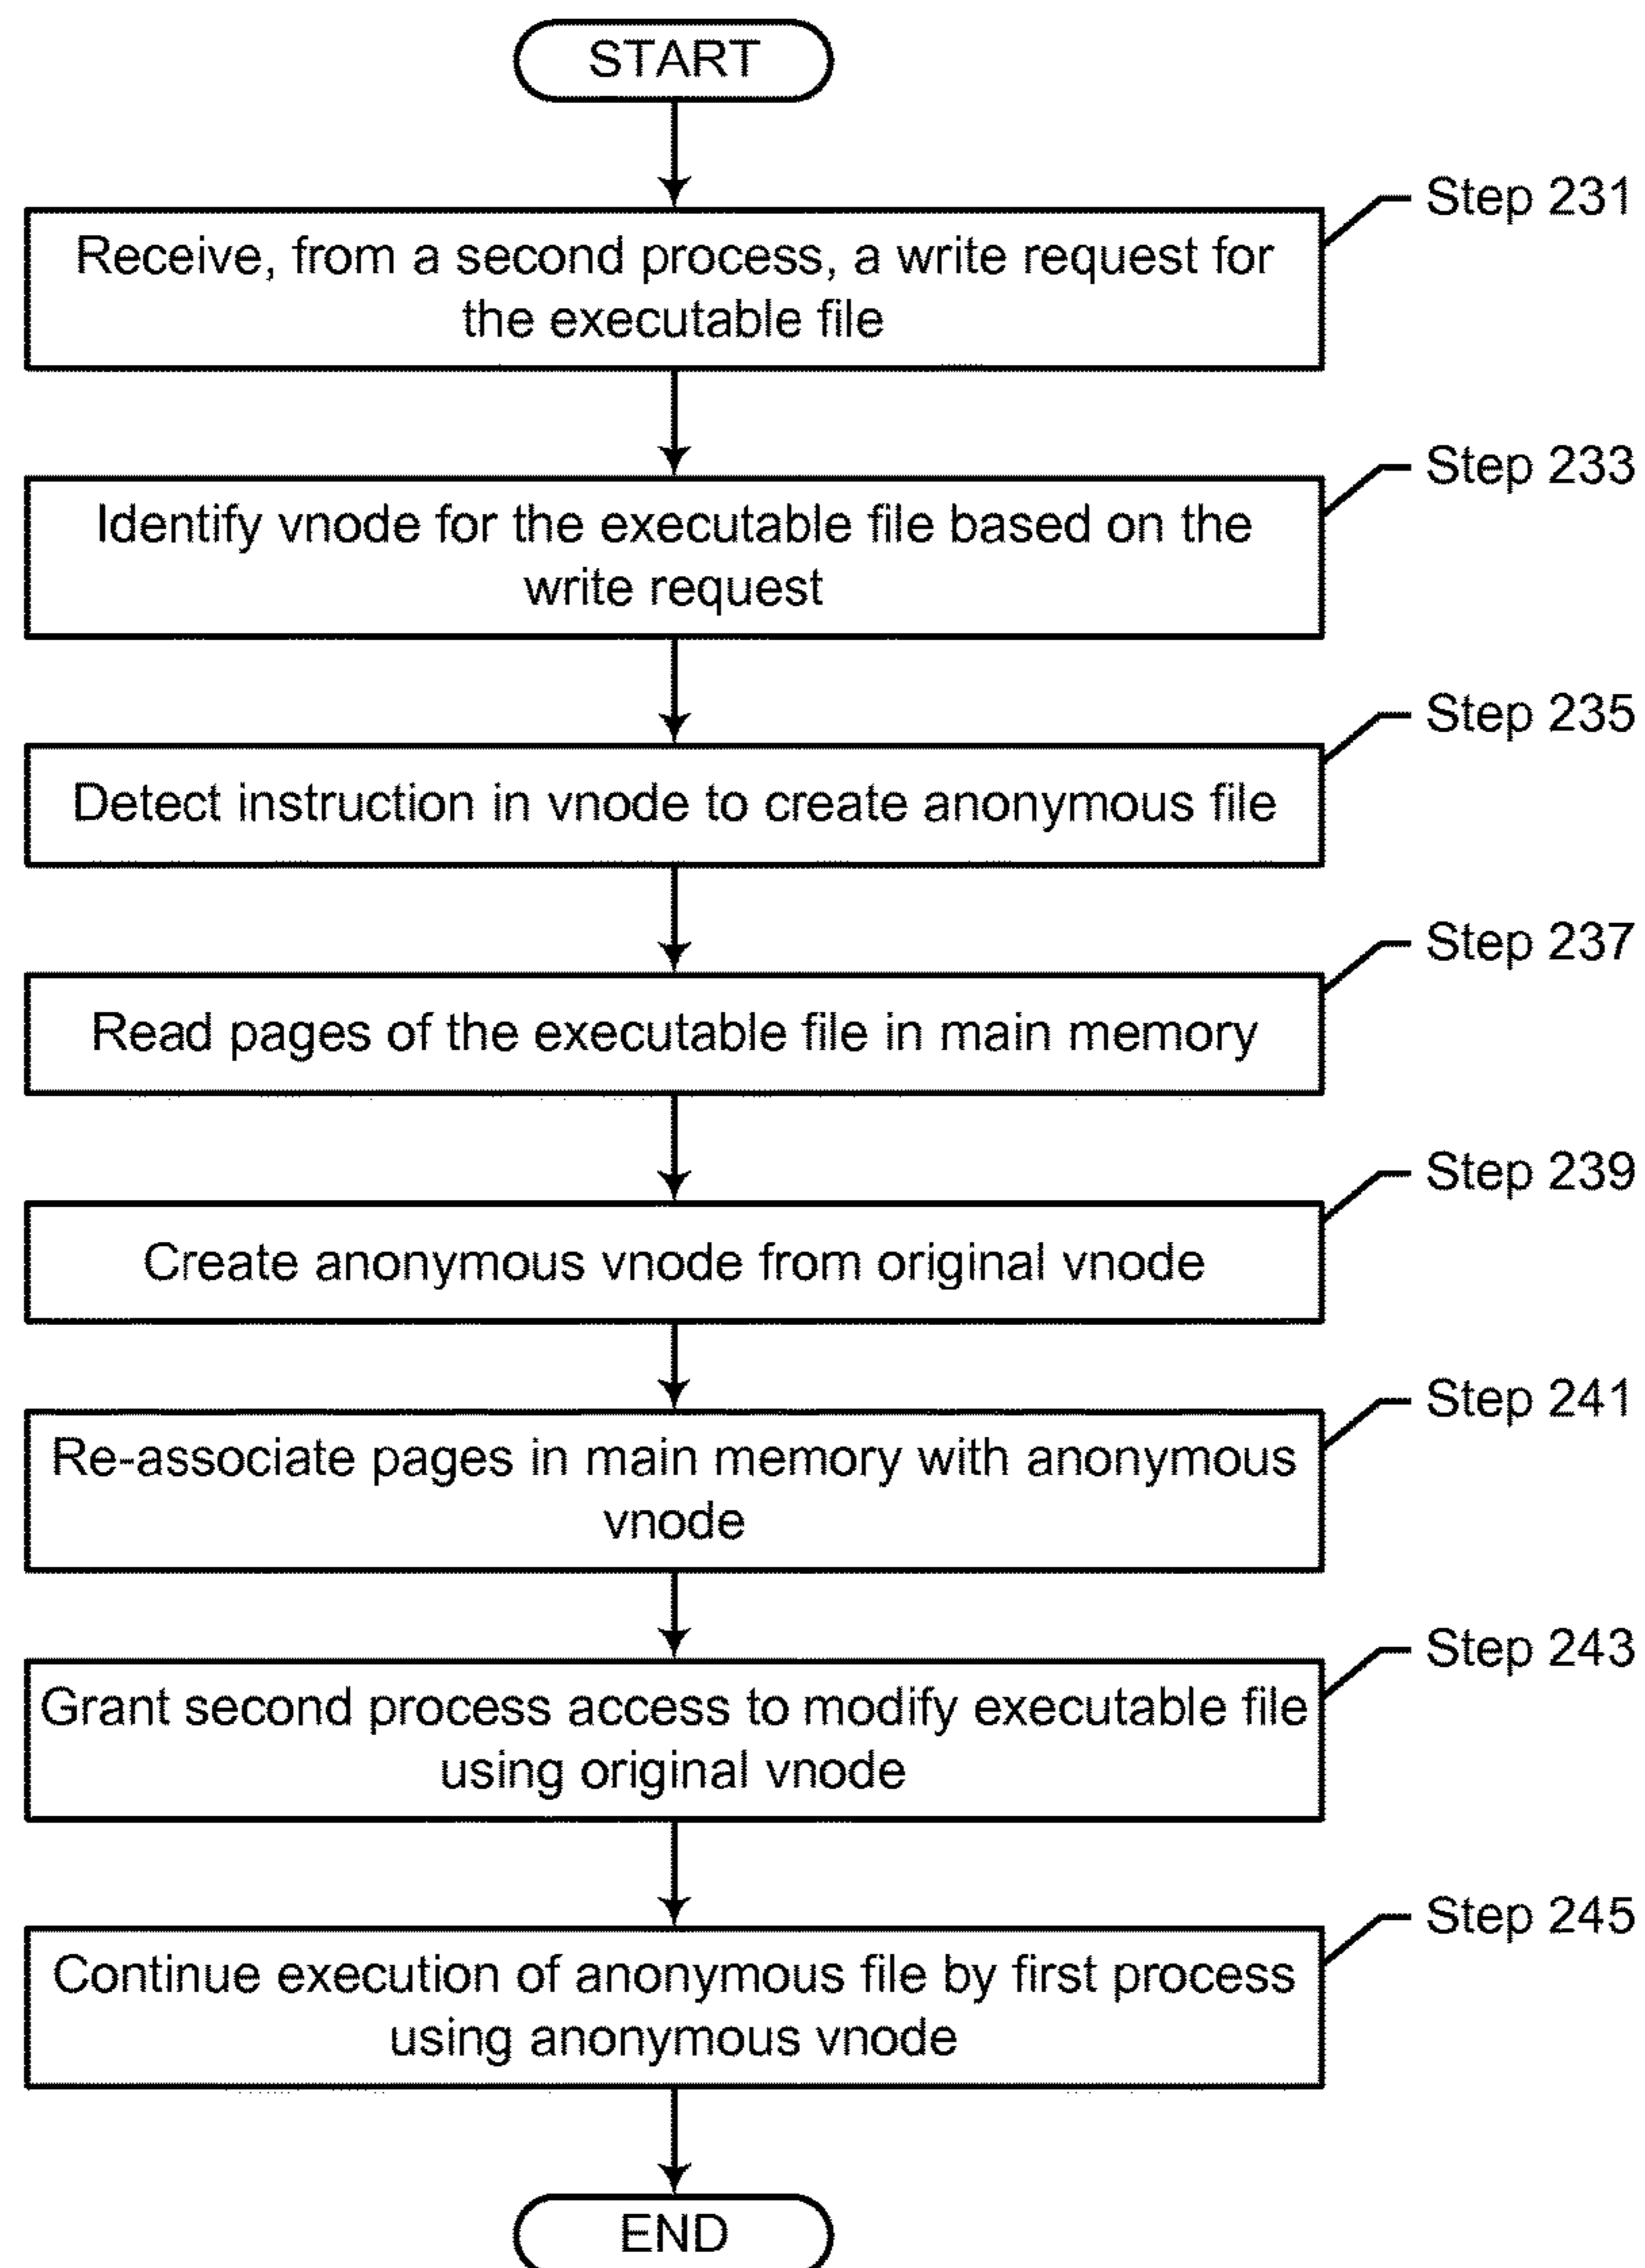 START
Step 231
Receive, from a second process, a write request for
the executable file
Step 233
Identify vnode for the executable file based on the
write request
Step 235
Detect instruction in vnode to create anonymous file
Step 237
Read pages of the executable file in main memory
Step 239
Create anonymous vnode from original vnode
Step 241
Re-associate pages in main memory with anonymous
vnode
Step 243
Grant second process access to modify executable file
using original vnode
Step 245
Continue execution of anonymous file by first process
using anonymous vnode
END